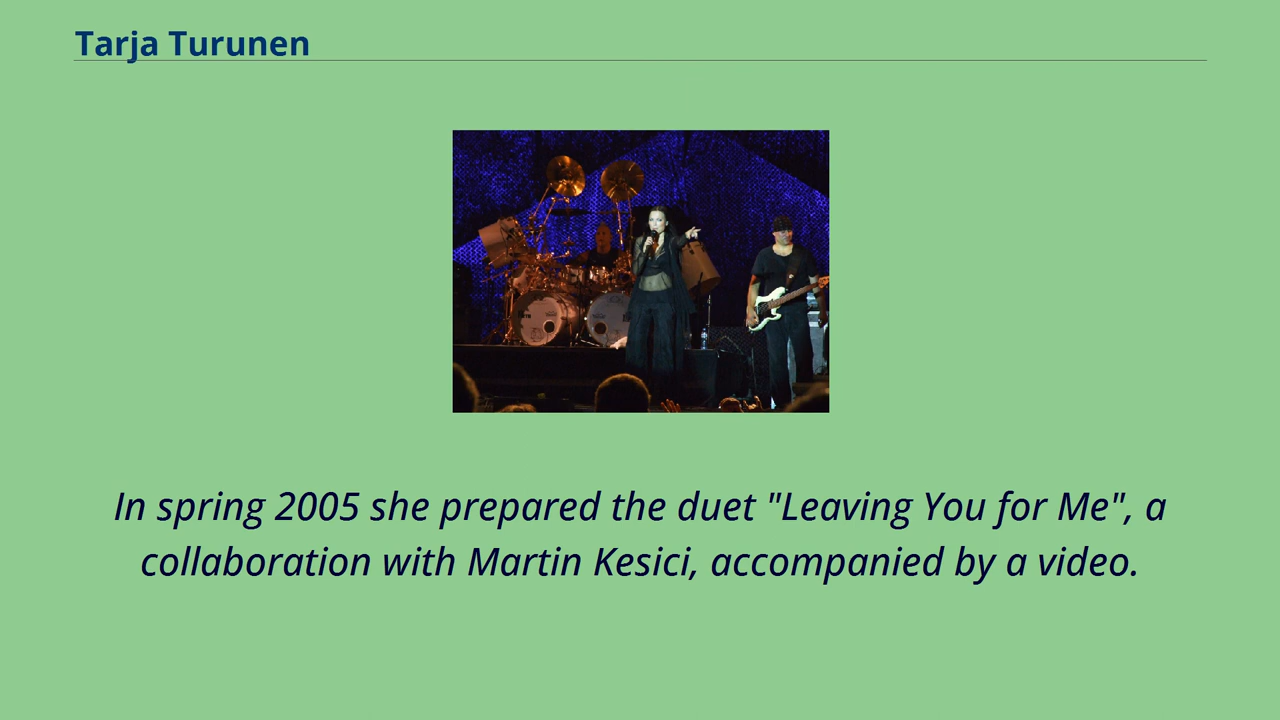 Tarja Turunen
In spring 2005 she prepared the duet "Leaving You for Me", a
collaboration with Martin Kesici, accompanied by a video.